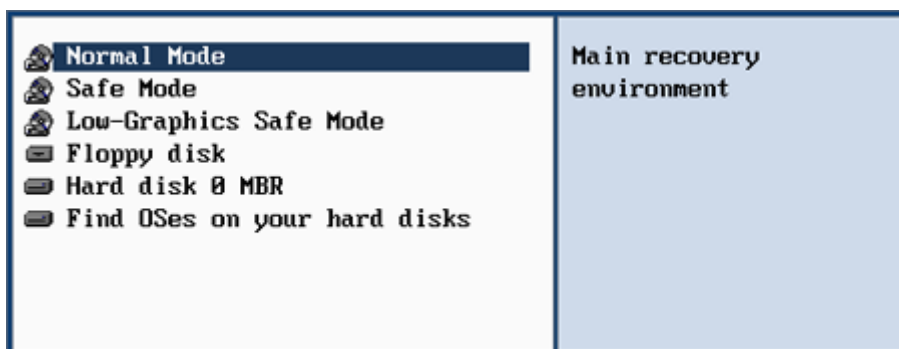 Normal Mode
Safe Mode
Low-Graphics Safe Mode
Floppy disk
Hard disk 0 MBR
Find OSes on your hard disks
Main recovery
environment